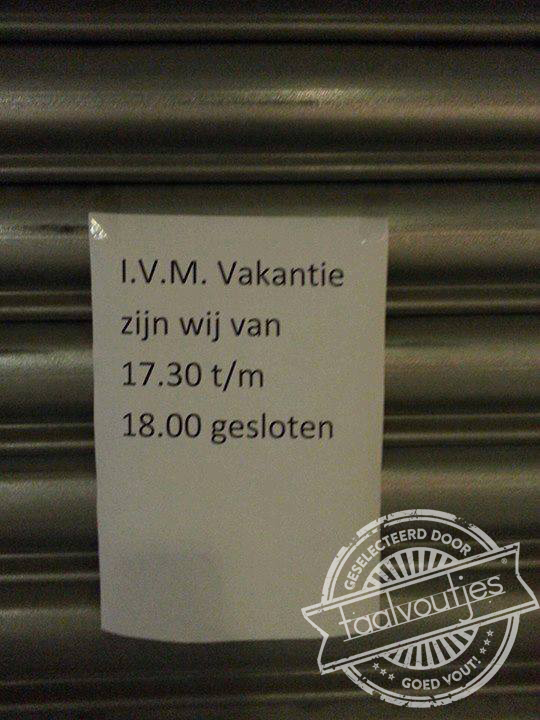 I.V.M. Vakantie
zijn wij van
17.30 t/m
18.00 gesloten
GESELECTEERD DOOR
taalvoutjes®
GOED VOUT!